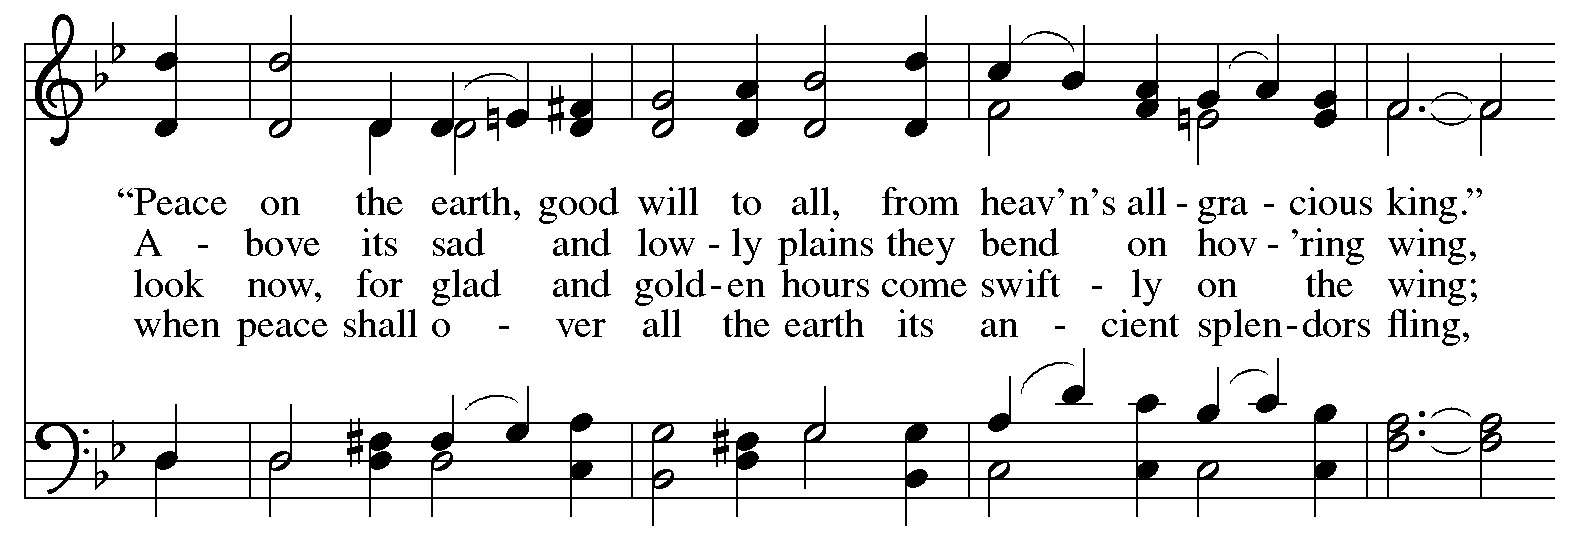 “Peace on the earth, good will to all, from heav’n’s all - gra - cious king.”
A - bove its sad and low - ly plains they bend on hov - ’ring wing,
look now, for glad and gold - en hours come swift - ly on the wing;
when peace shall o - ver all the earth its an - cient splen - dors fling,